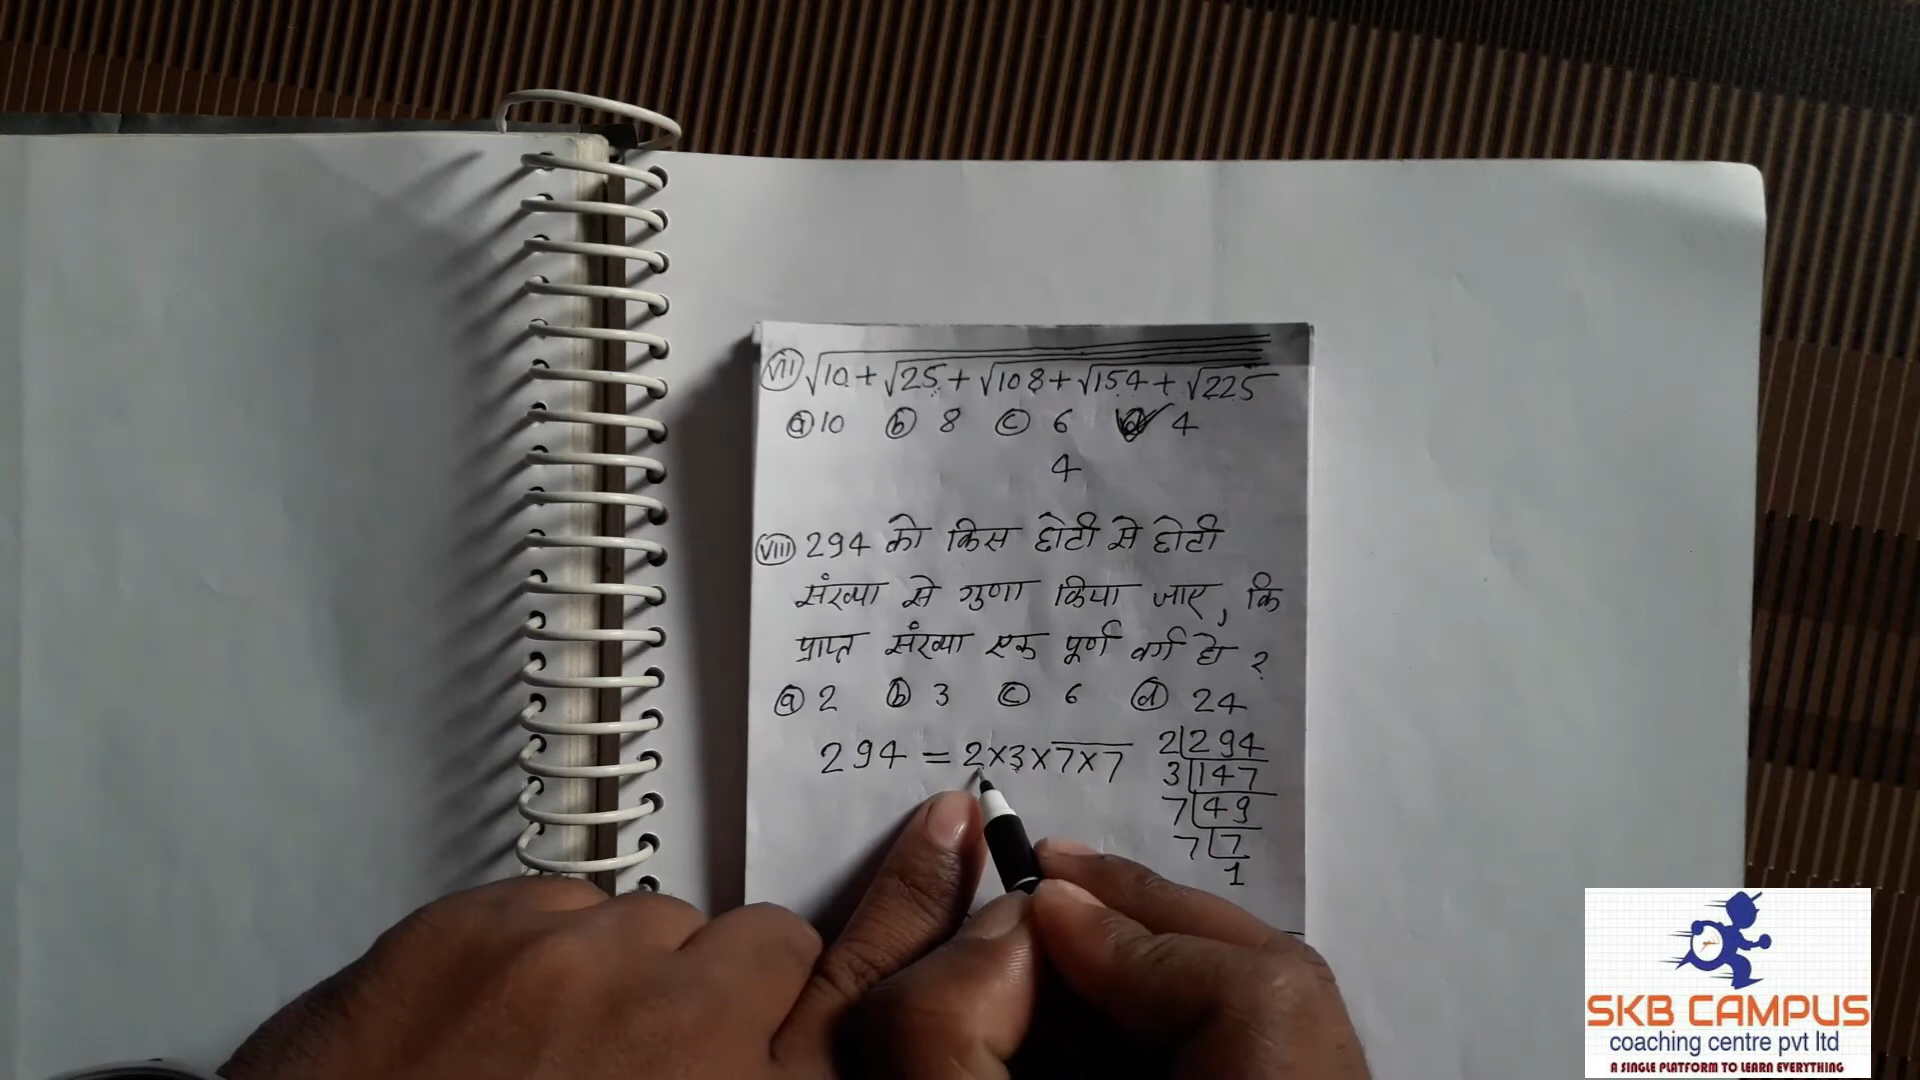 (VII) √10 + √25 + √108 + √154 + √225
(a) 10 (b) 8 (c) 6 (d) 4
4
(VIII) 294 को किस छोटी से छोटी
संख्या से गुणा किया जाए, कि
प्राप्त संख्या एक पूर्ण वर्ग हो ?
(a) 2 (b) 3 (c) 6 (d) 24
294 = 2×3×7×7
2|294
3|147
7|49
7|7
1
SKB CAMPUS
coaching centre pvt ltd
A SINGLE PLATFORM TO LEARN EVERYTHING